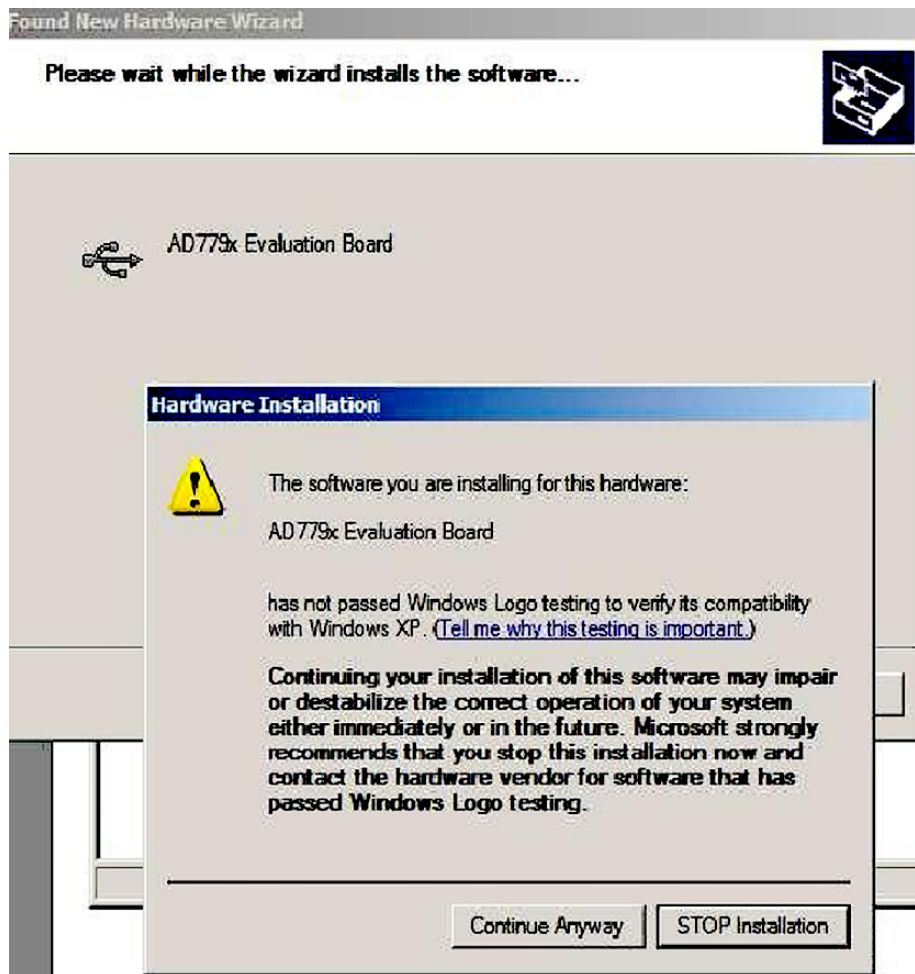 Found New Hardware Wizard
Please wait while the wizard installs the software...
AD779x Evaluation Board
Hardware Installation
The software you are installing for this hardware:
AD779x Evaluation Board
has not passed Windows Logo testing to verify its compatibility
with Windows XP. (Tell me why this testing is important.)
Continuing your installation of this software may impair
or destabilize the correct operation of your system
either immediately or in the future. Microsoft strongly
recommends that you stop this installation now and
contact the hardware vendor for software that has
passed Windows Logo testing.
Continue Anyway
STOP Installation